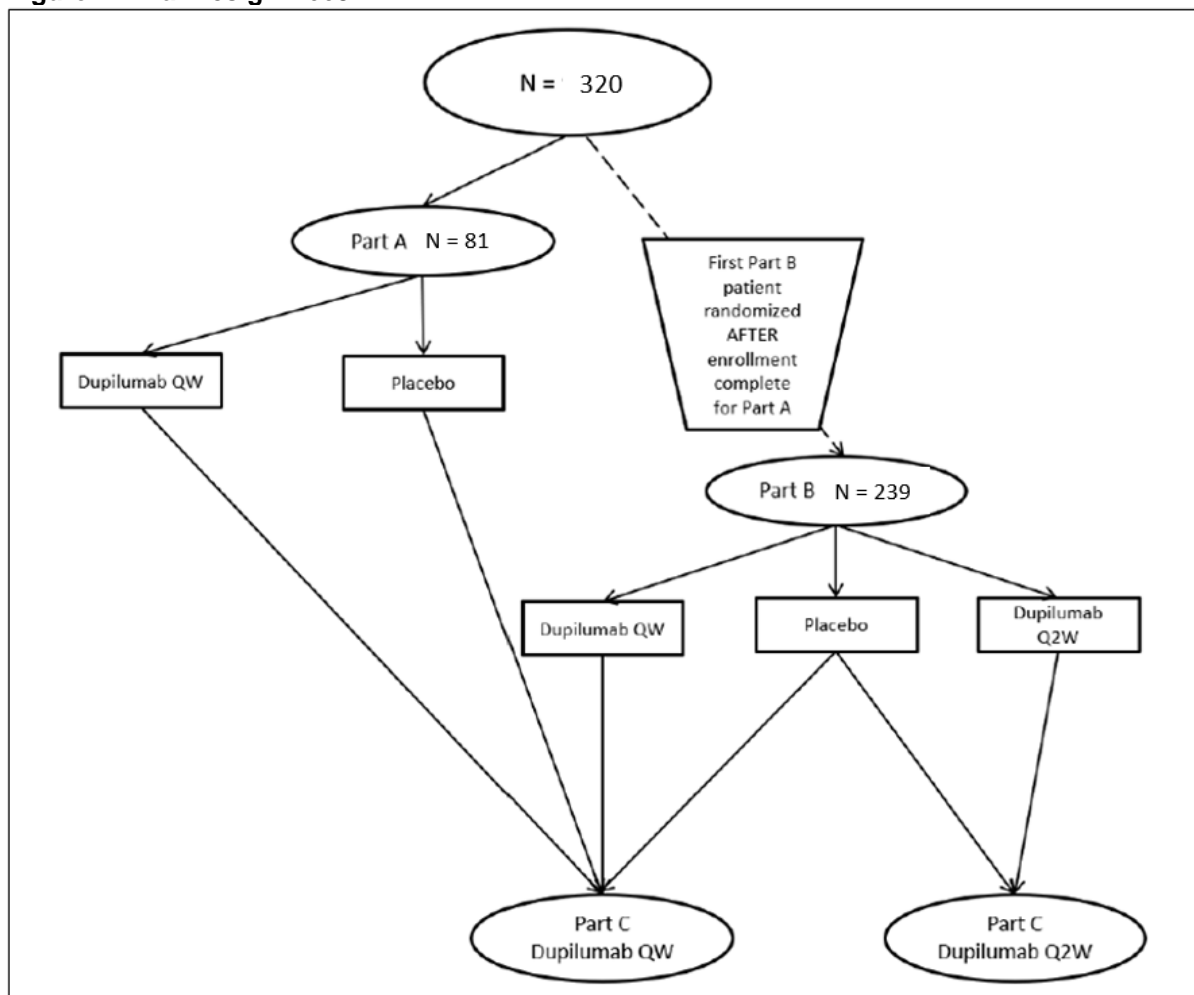 N = 320
Part A N = 81
First Part B
patient
randomized
AFTER
enrollment
complete
for Part A
Dupilumab QW
Placebo
Part B N = 239
Dupilumab QW
Placebo
Dupilumab
Q2W
Part C
Dupilumab QW
Part C
Dupilumab Q2W